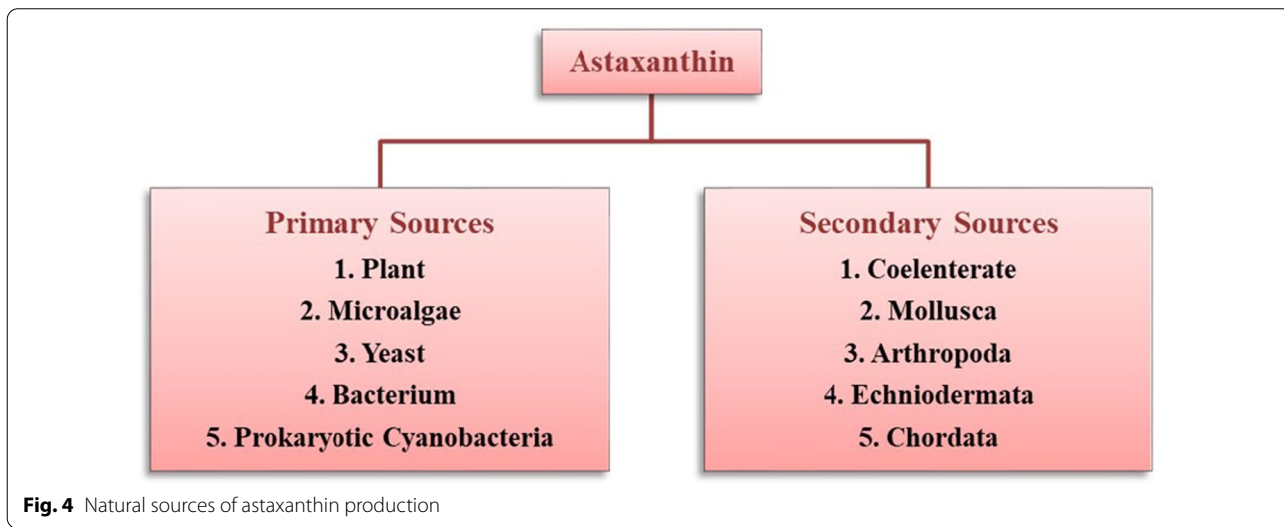 Astaxanthin
Primary Sources
1. Plant
2. Microalgae
3. Yeast
4. Bacterium
5. Prokaryotic Cyanobacteria
Secondary Sources
1. Coelenterate
2. Mollusca
3. Arthropoda
4. Echniodermata
5. Chordata
Fig. 4 Natural sources of astaxanthin production